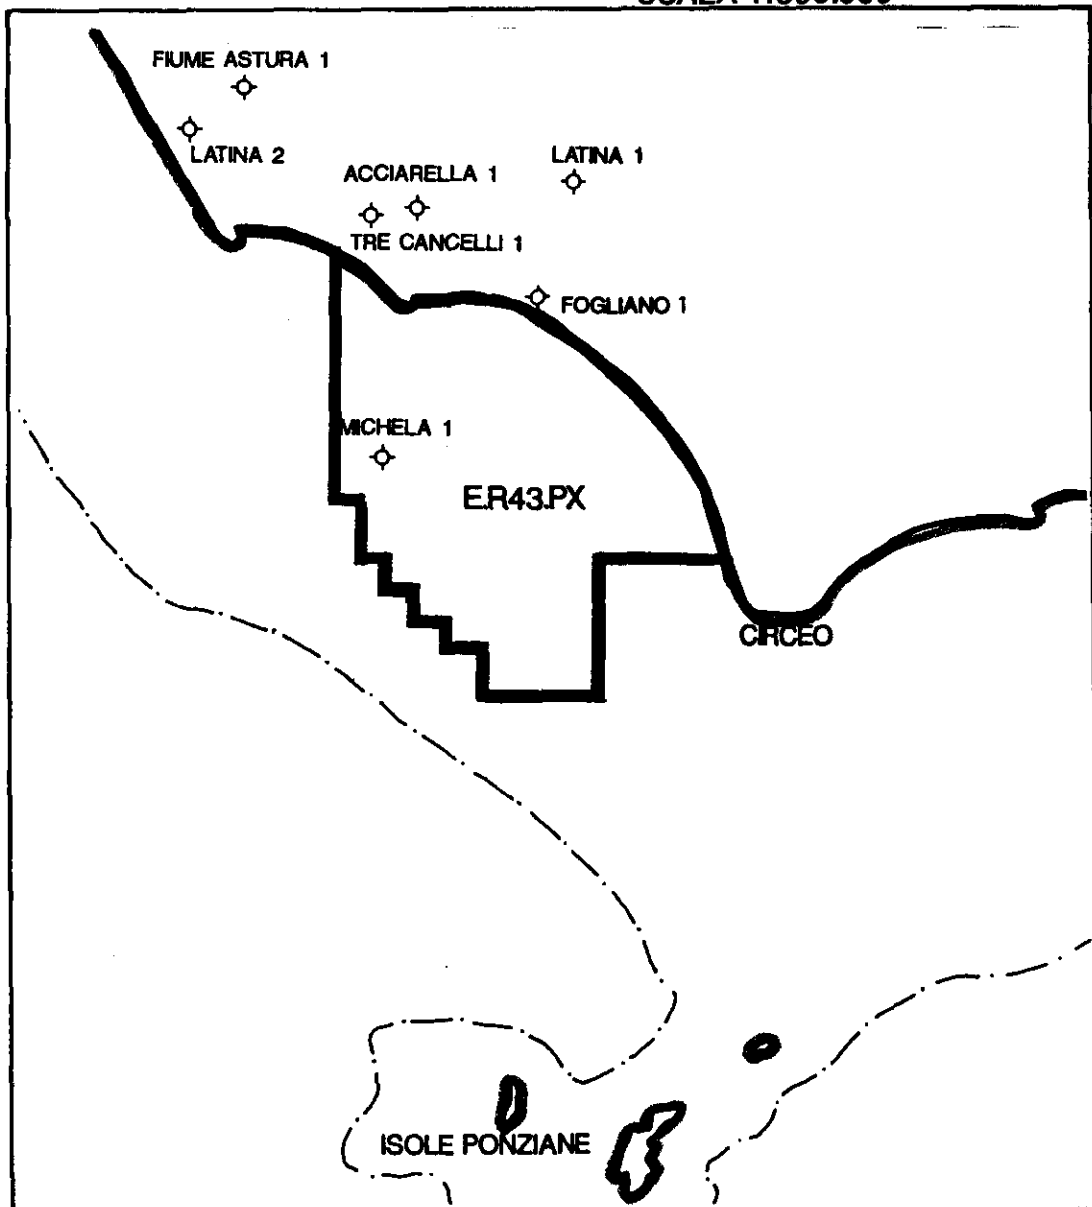 FIUME ASTURA 1
LATINA 2
ACCIARELLA 1
LATINA 1
TRE CANCELLI 1
FOGLIANO 1
MICHELA 1
E.R43.PX
CIRCEO
ISOLE PONZIANE